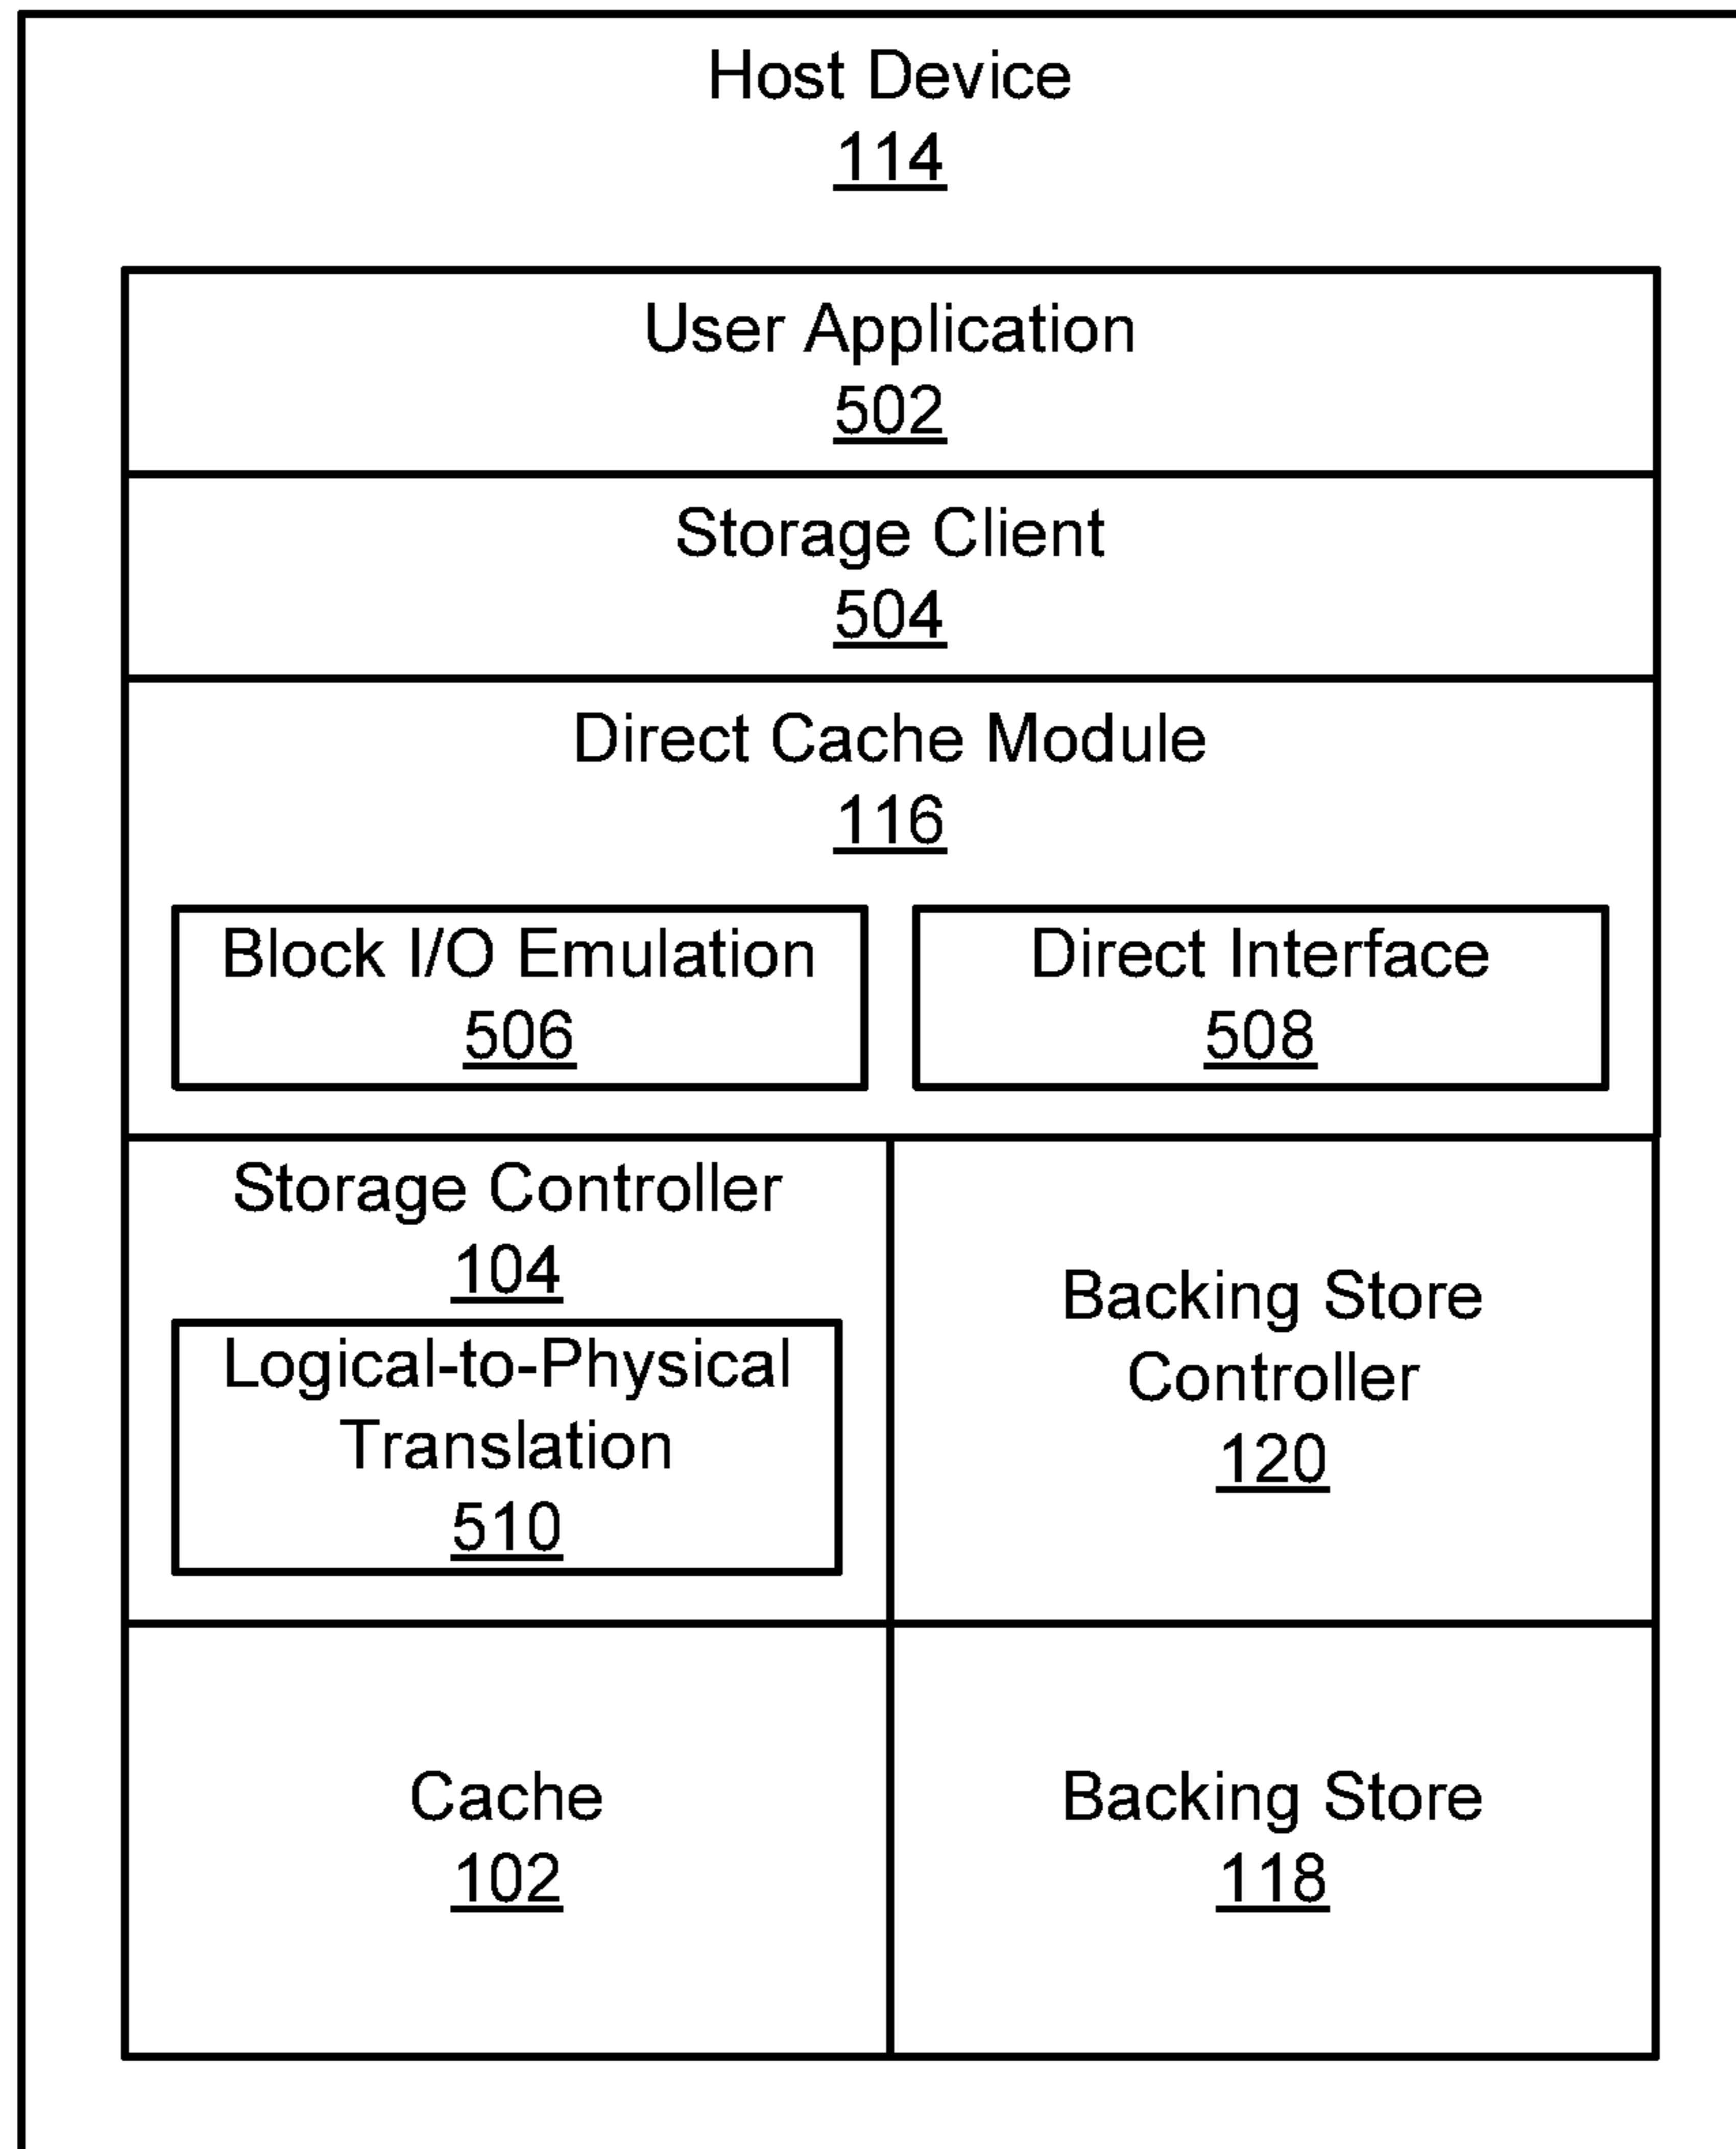 Host Device
114
User Application
502
Storage Client
504
Direct Cache Module
116
Block I/O Emulation
506
Direct Interface
508
Storage Controller
104
Logical-to-Physical
Translation
510
Backing Store
Controller
120
Cache
102
Backing Store
118